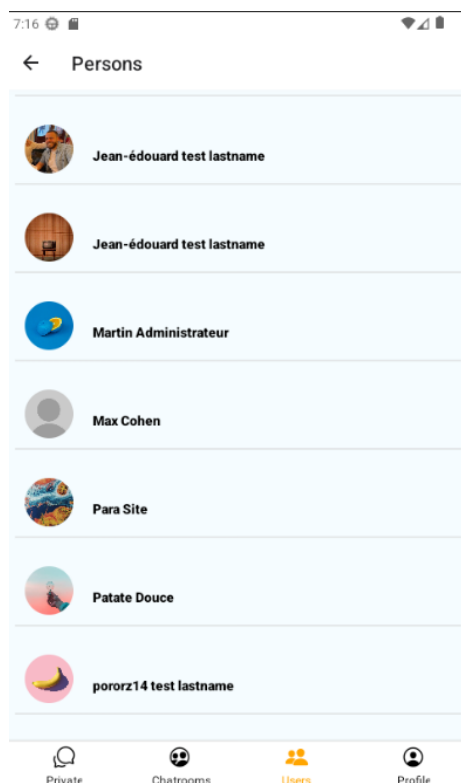 7:16
Persons
Jean-édouard test lastname
Jean-édouard test lastname
Martin Administrateur
Max Cohen
Para Site
Patate Douce
pororz14 test lastname
Private
Chatrooms
Users
Profile